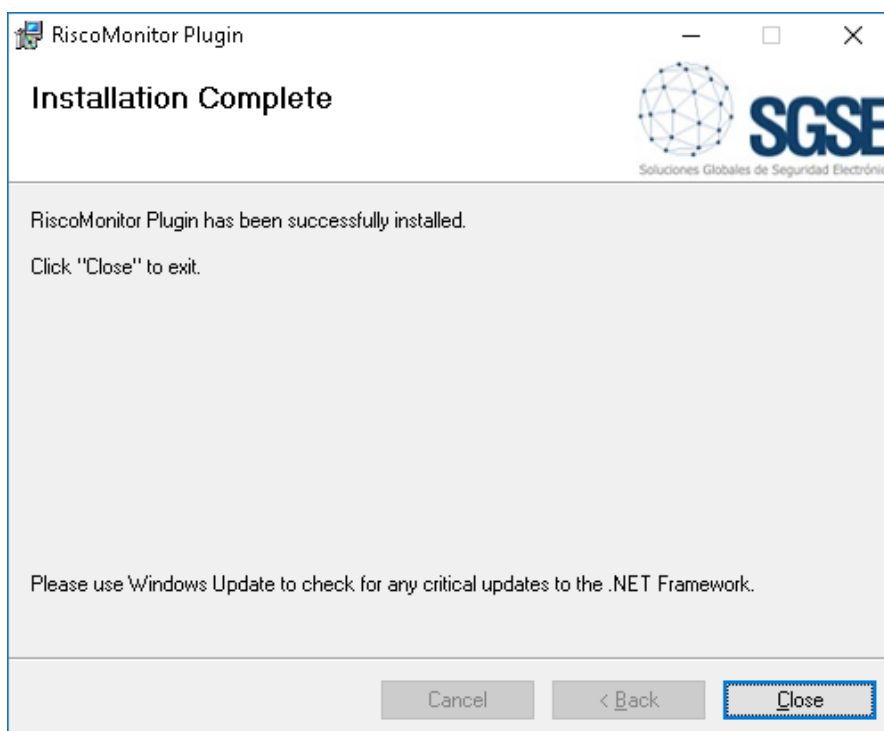 RiscoMonitor Plugin
Installation Complete
SGSE
Soluciones Globales de Seguridad
RiscoMonitor Plugin has been successfully installed.
Click "Close" to exit.
Please use Windows Update to check for any critical updates to the .NET Framework.
Cancel
< Back
Close